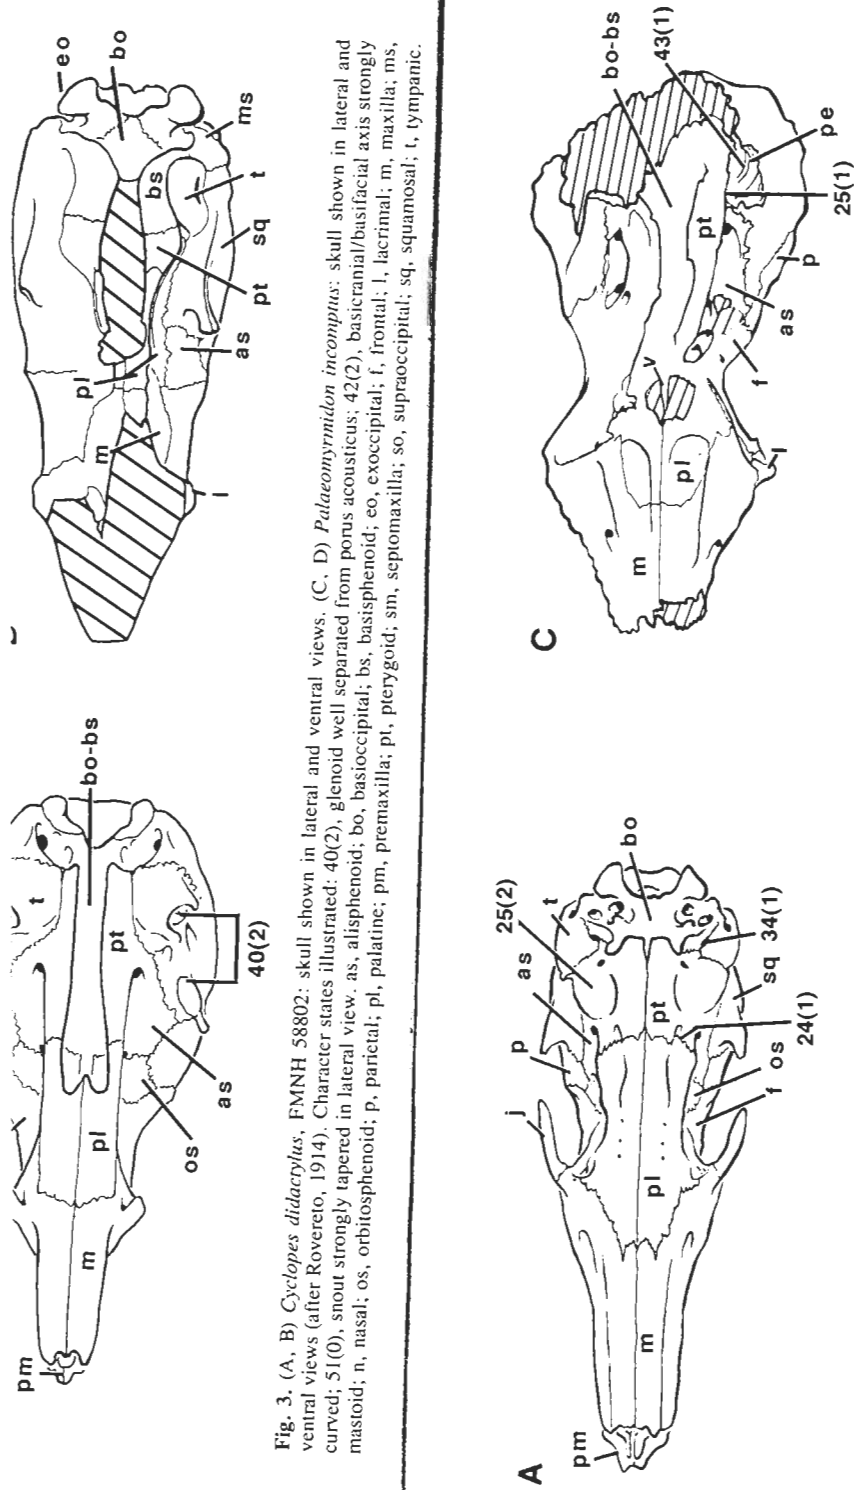 eo
bo
ms
bs
t
sq
pt
as
pl
m
l
bo-bs
t
pt
40(2)
as
os
pl
m
pm
Fig. 3. (A, B) Cyclopes didactylus, FMNH 58802: skull shown in lateral and ventral views. (C, D) Palaeomyrmidon incomptus: skull shown in lateral and
ventral views (after Rovereto, 1914). Character states illustrated: 40(2), glenoid well separated from porus acousticus; 42(2), basicranial/basifacial axis strongly
curved; 51(0), snout strongly tapered in lateral view. as, alisphenoid; bo, basioccipital; bs, basisphenoid; eo, exoccipital; f, frontal; l, lacrimal; m, maxilla; ms,
mastoid; n, nasal; os, orbitosphenoid; p, parietal; pl, palatine; pm, premaxilla; pt, pterygoid; sm, septomaxilla; so, supraoccipital; sq, squamosal; t, tympanic.
C
bo-bs
43(1)
pe
25(1)
pt
p
as
f
v
l
pl
m
A
bo
25(2)
t
as
p
j
34(1)
sq
pt
24(1)
os
f
pl
m
pm